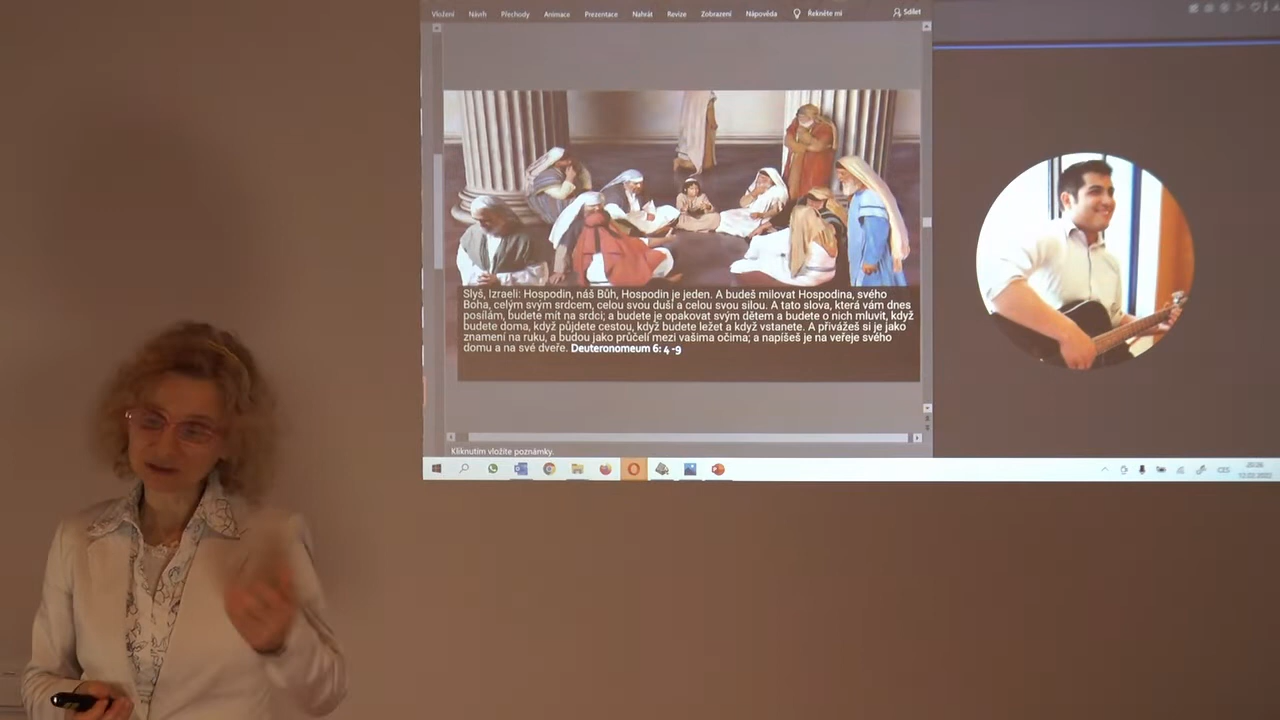 Vložení Návrh Přechody Animace Prezentace Nahrát Revize Zobrazení Nápověda Řekněte mi Sdílet
Slyš, Izraeli: Hospodin, náš Bůh, Hospodin je jeden. A budeš milovat Hospodina, svého
Boha, celým svým srdcem, celou svou duší a celou svou silou. A tato slova, která vám dnes
posílám, budete mít na srdci; a budete je opakovat svým dětem a budete o nich mluvit, když
budete doma, když půjdete cestou, když budete ležet a když vstanete. A přivážeš si je jako
znamení na ruku, a budou jako průčelí mezi vašima očima; a napíšeš je na veřeje svého
domu a na své dveře. Deuteronomeum 6: 4 -9
Kliknutím vložíte poznámky.
CES